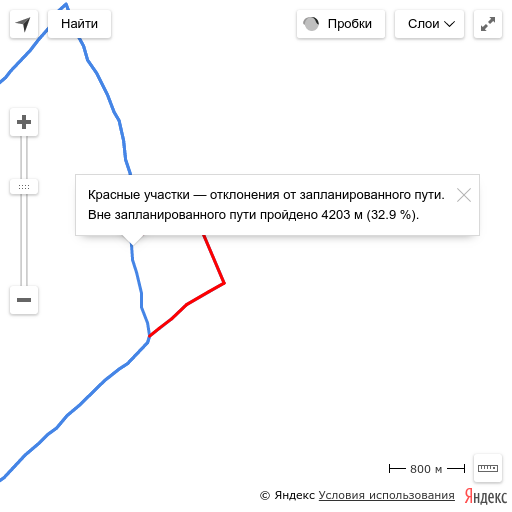 Найти
Пробки
Слои
Красные участки — отклонения от запланированного пути.
Вне запланированного пути пройдено 4203 м (32.9 %).
800 м
© Яндекс Условия использования
Яндекс